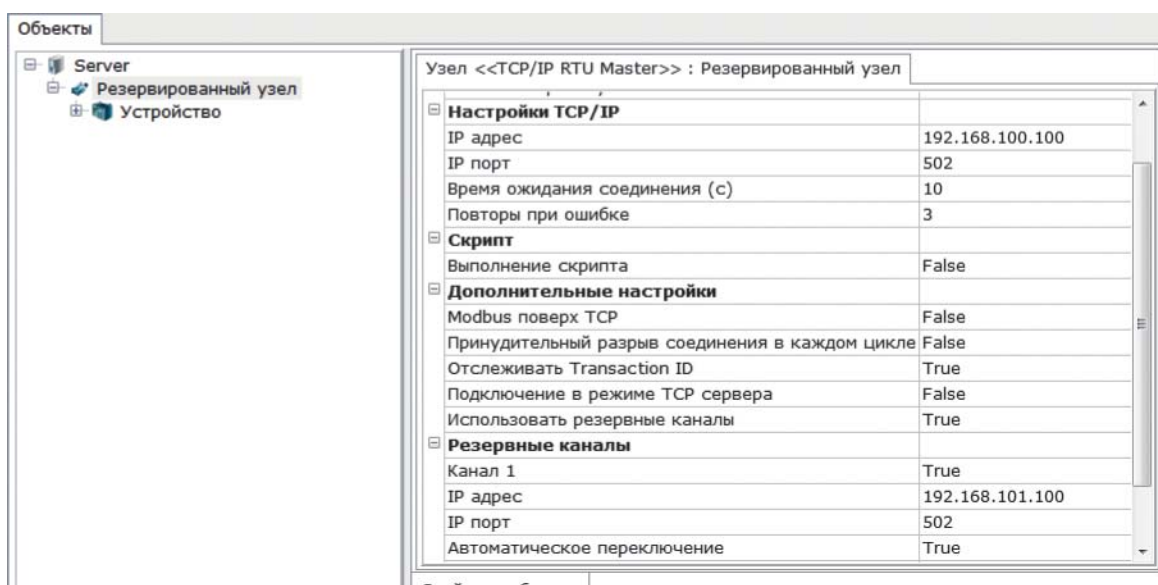 Объекты
Server
Резервированный узел
Устройство
Узел <<TCP/IP RTU Master>> : Резервированный узел
Настройки TCP/IP
IP адрес 192.168.100.100
IP порт 502
Время ожидания соединения (с) 10
Повторы при ошибке 3
Скрипт
Выполнение скрипта False
Дополнительные настройки
Modbus поверх TCP False
Принудительный разрыв соединения в каждом цикле False
Отслеживать Transaction ID True
Подключение в режиме TCP сервера False
Использовать резервные каналы True
Резервные каналы
Канал 1 True
IP адрес 192.168.101.100
IP порт 502
Автоматическое переключение True